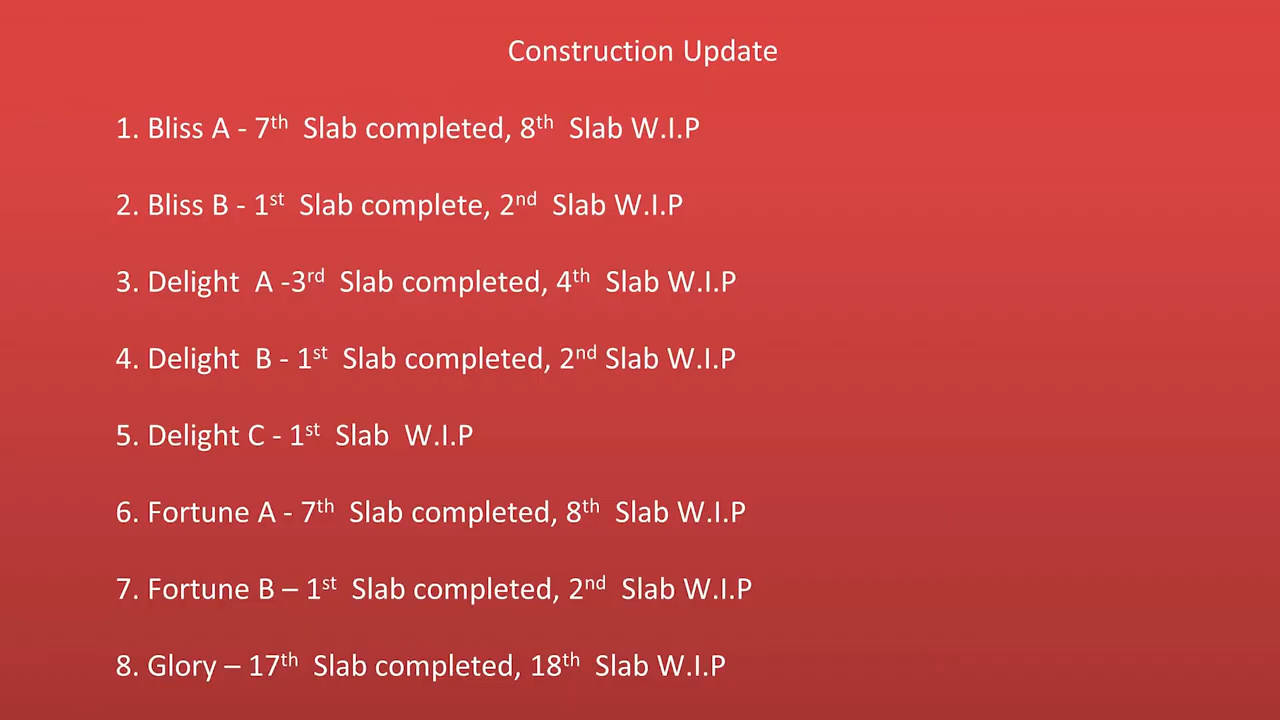 Construction Update
1. Bliss A - 7th Slab completed, 8th Slab W.I.P
2. Bliss B - 1st Slab complete, 2nd Slab W.I.P
3. Delight A -3rd Slab completed, 4th Slab W.I.P
4. Delight B - 1st Slab completed, 2nd Slab W.I.P
5. Delight C - 1st Slab W.I.P
6. Fortune A - 7th Slab completed, 8th Slab W.I.P
7. Fortune B – 1st Slab completed, 2nd Slab W.I.P
8. Glory – 17th Slab completed, 18th Slab W.I.P